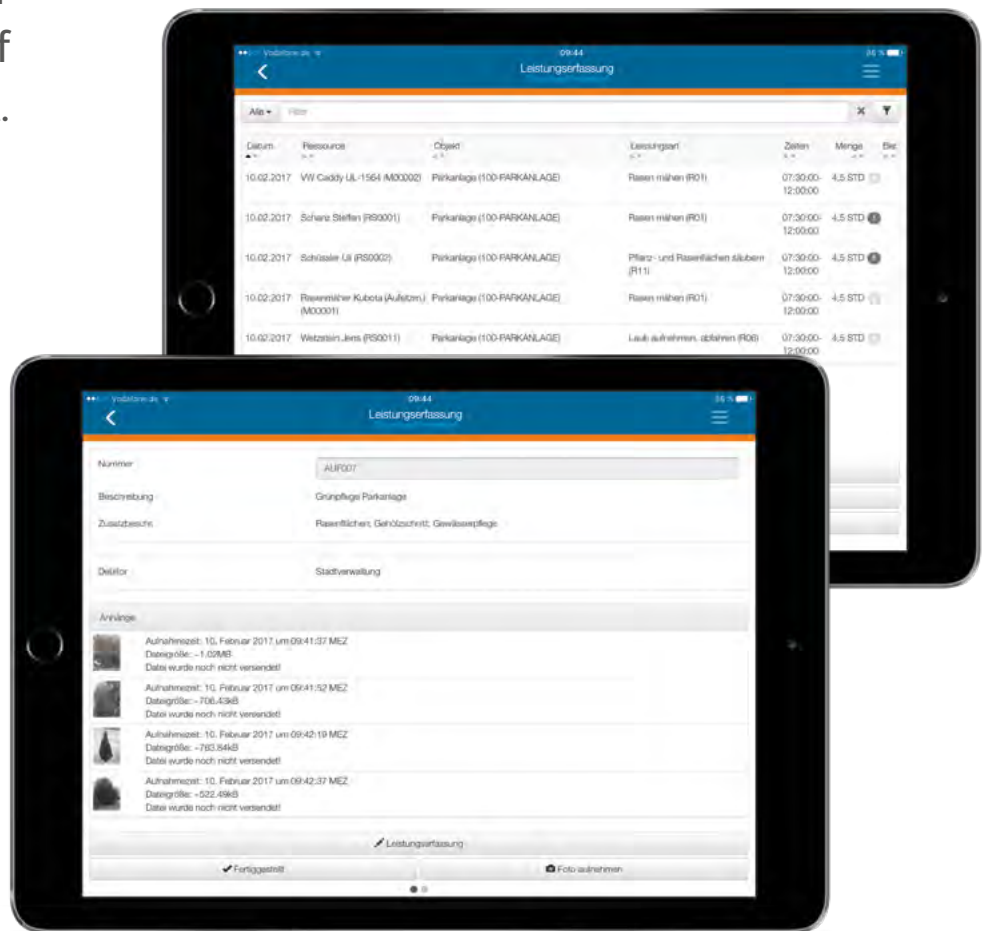 f
.
Vodafone.de 09:44 86 %
Leistungserfassung
Alle Filter
Datum Ressource Objekt Leistungsart Zeiten Menge
10.02.2017 VW Caddy UL-1564 (M00002) Parkanlage (100-PARKANLAGE) Rasen mähen (R01) 07:30:00- 4,5 STD
12:00:00
10.02.2017 Schanz Steffen (RS0001) Parkanlage (100-PARKANLAGE) Rasen mähen (R01) 07:30:00- 4,5 STD
12:00:00
10.02.2017 Schüssler Uli (RS0002) Parkanlage (100-PARKANLAGE) Pflanz- und Rasenflächen säubern 07:30:00- 4,5 STD
(R11) 12:00:00
10.02.2017 Rasenmäher Kubota (Aufsitzm.) Parkanlage (100-PARKANLAGE) Rasen mähen (R01) 07:30:00- 4,5 STD
(M00001) 12:00:00
10.02.2017 Wetzstein Jens (RS0011) Parkanlage (100-PARKANLAGE) Laub aufnehmen, abfahren (R06) 07:30:00- 4,5 STD
12:00:00
Vodafone.de 09:44 86 %
Leistungserfassung
Nummer AUF007
Beschreibung Grünpflege Parkanlage
Zusatzbeschr. Rasenflächen, Gehölzschnitt, Gewässerpflege
Debitor Stadtverwaltung
Anhänge
Aufnahmezeit: 10. Februar 2017 um 09:41:37 MEZ
Dateigröße: ~1.02MB
Datei wurde noch nicht versendet!
Aufnahmezeit: 10. Februar 2017 um 09:41:52 MEZ
Dateigröße: ~706.43kB
Datei wurde noch nicht versendet!
Aufnahmezeit: 10. Februar 2017 um 09:42:19 MEZ
Dateigröße: ~763.84kB
Datei wurde noch nicht versendet!
Aufnahmezeit: 10. Februar 2017 um 09:42:37 MEZ
Dateigröße: ~522.49kB
Datei wurde noch nicht versendet!
Leistungserfassung
Fertiggestellt Foto aufnehmen